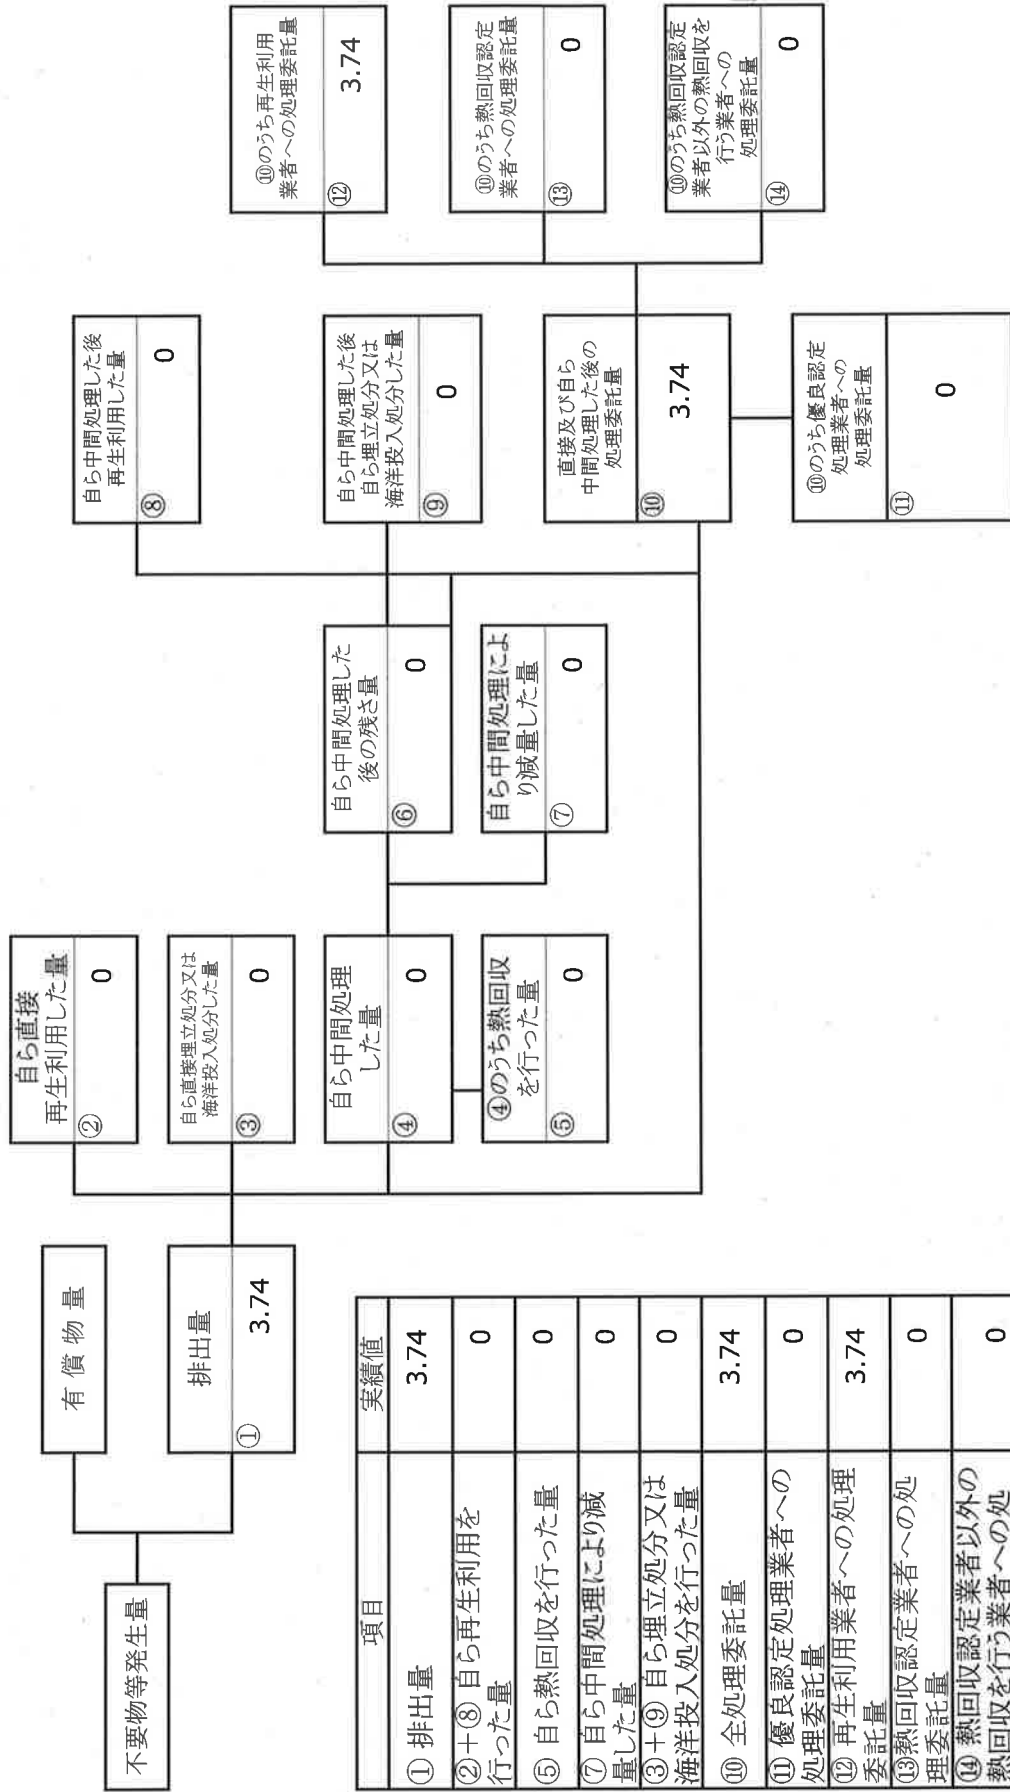 不要物等発生量
有償物量
排出量
① 3.74
自ら直接
再生利用した量
② 0
自ら直接埋立処分又は
海洋投入処分した量
③ 0
自ら中間処理
した量
④ 0
④のうち熱回収
を行った量
⑤ 0
自ら中間処理した
後の残さ量
⑥ 0
自ら中間処理によ
り減量した量
⑦ 0
自ら中間処理した後
再生利用した量
⑧ 0
自ら中間処理した後
自ら埋立処分又は
海洋投入処分した量
⑨ 0
直接及び自ら
中間処理した後の
処理委託量
⑩ 3.74
⑩のうち優良認定
処理業者への
処理委託量
⑪ 0
⑩のうち再生利用
業者への処理委託量
⑫ 3.74
⑩のうち熱回収認定
業者への処理委託量
⑬ 0
⑩のうち熱回収認定
業者以外の熱回収を
行う業者への
処理委託量
⑭ 0
項目 実績値
① 排出量 3.74
②+⑧ 自ら再生利用を
行った量 0
⑤ 自ら熱回収を行った量 0
⑦ 自ら中間処理により減
量した量 0
③+⑨ 自ら埋立処分又は
海洋投入処分を行った量 0
⑩ 全処理委託量 3.74
⑪ 優良認定処理業者への
処理委託量 0
⑫ 再生利用業者への処理
委託量 3.74
⑬熱回収認定業者への処
理委託量 0
⑭ 熱回収認定業者以外の
熱回収を行う業者への処 0